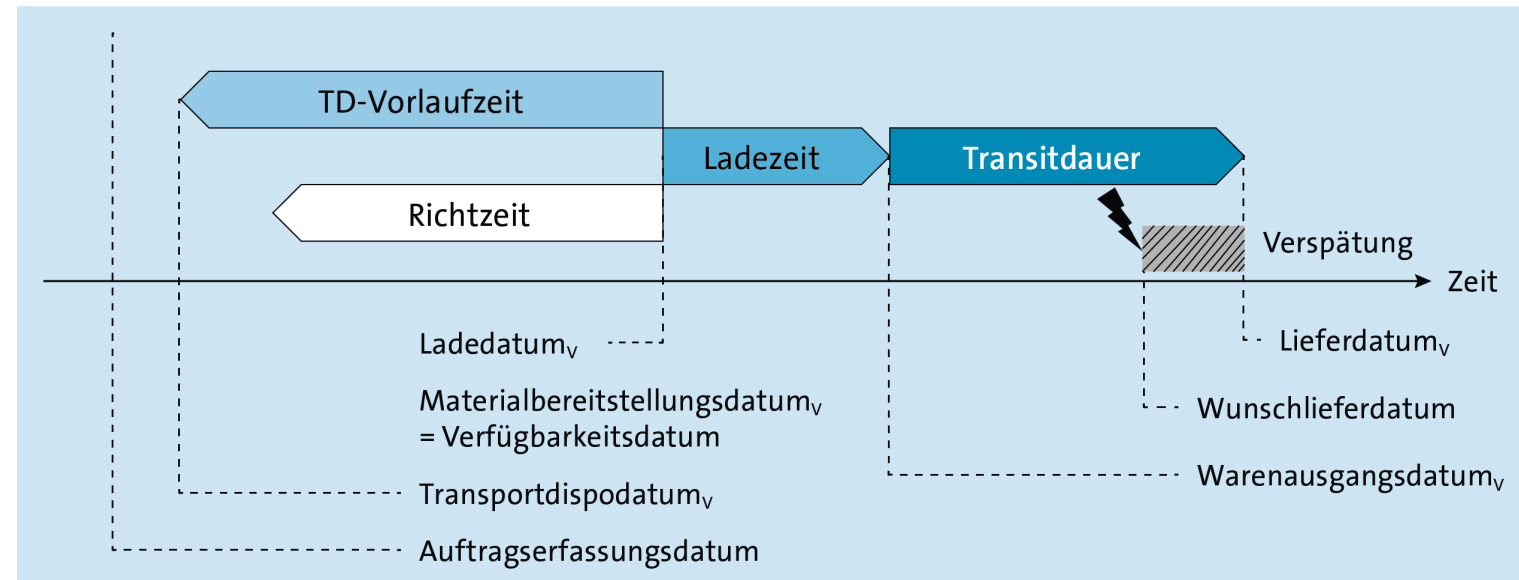 TD-Vorlaufzeit
Ladezeit
Transitdauer
Richtzeit
Verspätung
Zeit
Ladedatumᵥ
Lieferdatumᵥ
Materialbereitstellungsdatumᵥ
= Verfügbarkeitsdatum
Wunschlieferdatum
Warenausgangsdatumᵥ
Transportdispodatumᵥ
Auftragserfassungsdatum